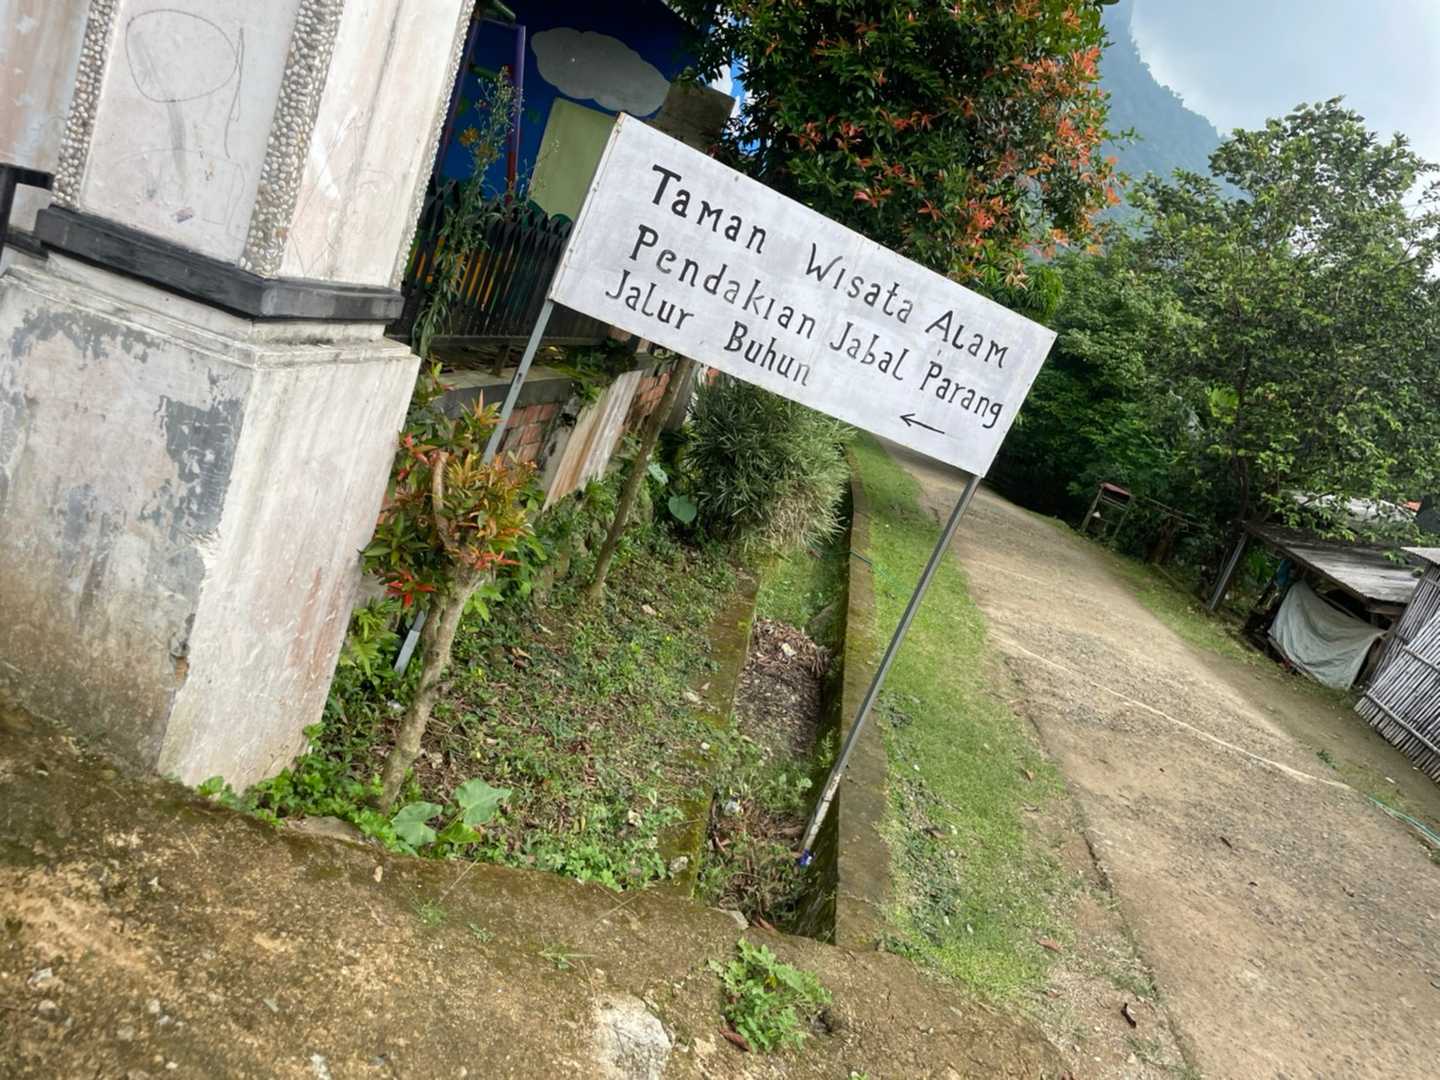 Taman Wisata Alam
Pendakian Jabal Parang
Jalur Buhun
←